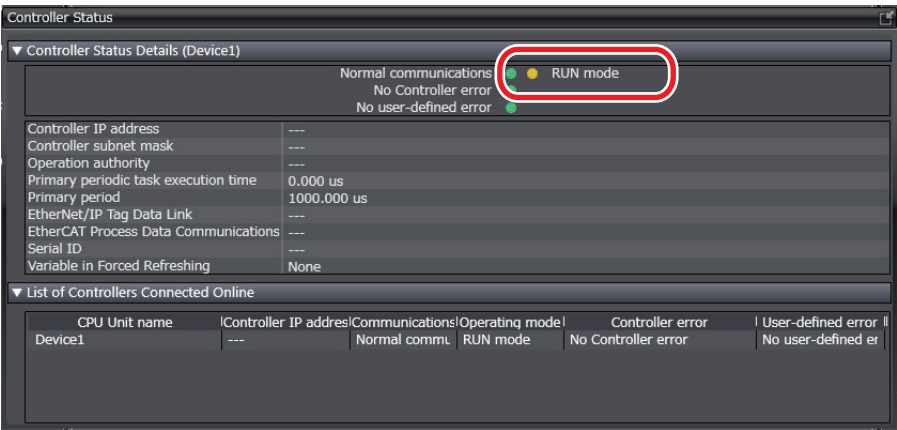 Controller Status
Controller Status Details (Device1)
Normal communications RUN mode
No Controller error
No user-defined error
Controller IP address ---
Controller subnet mask ---
Operation authority ---
Primary periodic task execution time 0.000 us
Primary period 1000.000 us
EtherNet/IP Tag Data Link ---
EtherCAT Process Data Communications ---
Serial ID ---
Variable in Forced Refreshing None
List of Controllers Connected Online
CPU Unit name Controller IP addres Communications Operating mode Controller error User-defined error
Device1 --- Normal commu RUN mode No Controller error No user-defined er